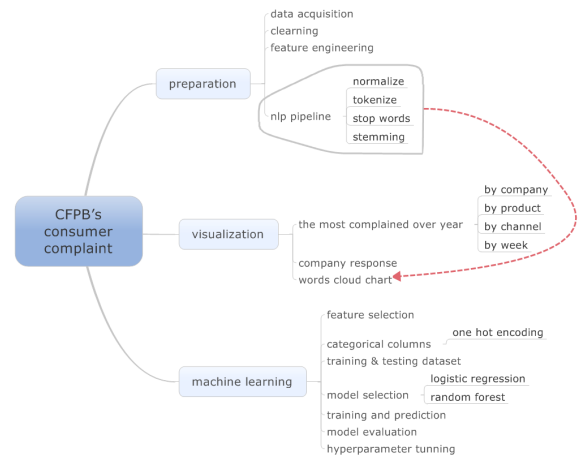 CFPB's
consumer
complaint
preparation
data acquisition
clearning
feature engineering
nlp pipeline
normalize
tokenize
stop words
stemming
visualization
the most complained over year
by company
by product
by channel
by week
company response
words cloud chart
machine learning
feature selection
categorical columns
one hot encoding
training & testing dataset
model selection
logistic regression
random forest
training and prediction
model evaluation
hyperparameter tunning